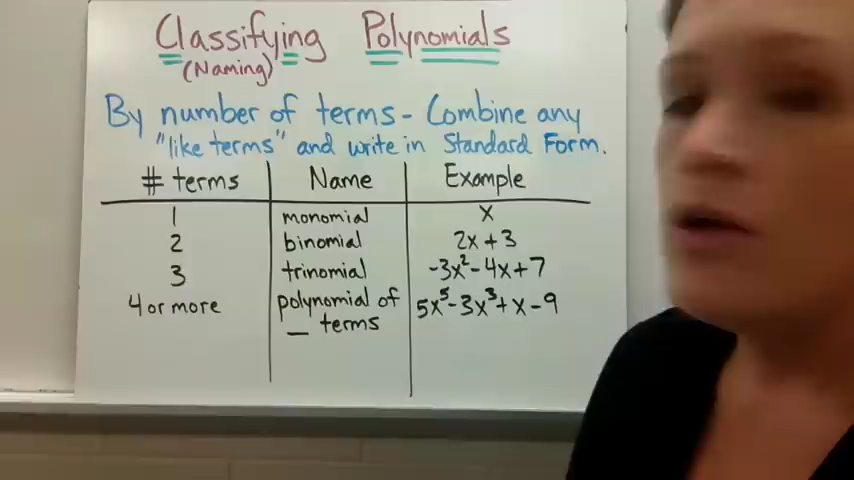 Classifying Polynomials
(Naming)
By number of terms - Combine any
"like terms" and write in Standard Form.
# terms Name Example
1 monomial x
2 binomial 2x+3
3 trinomial -3x²-4x+7
4 or more polynomial of 5x⁵-3x³+x-9
__ terms